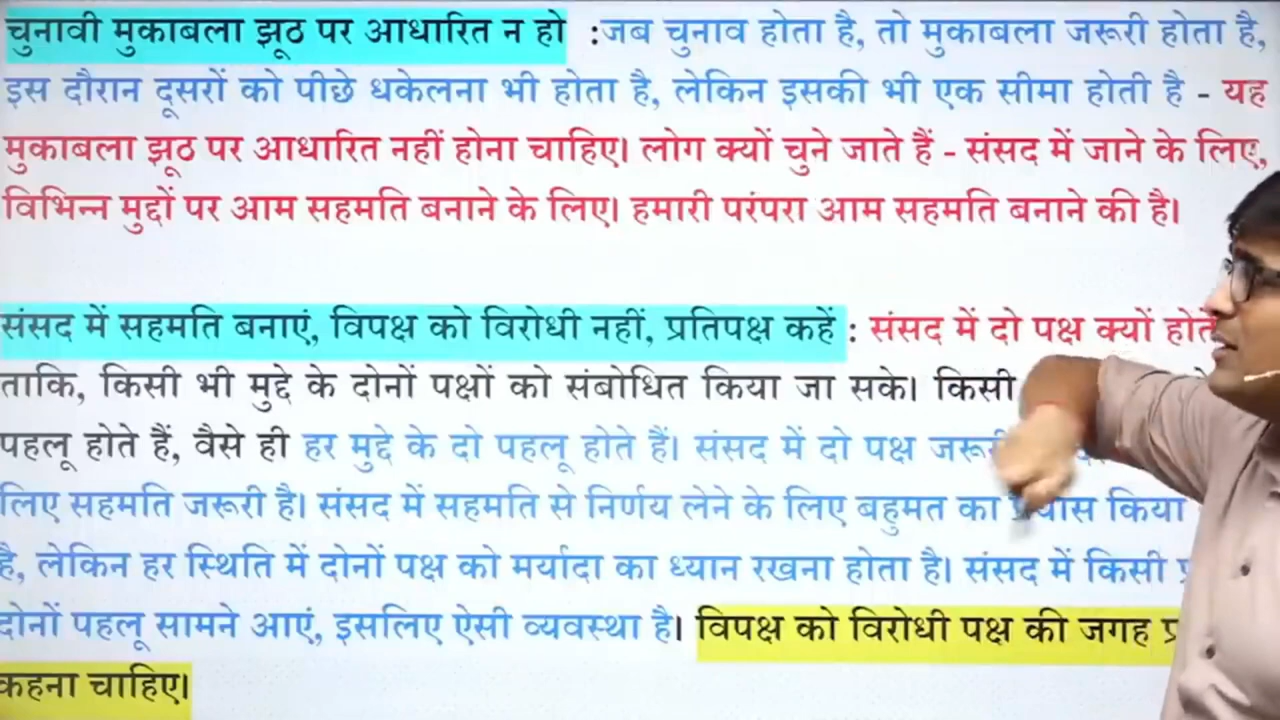 चुनावी मुकाबला झूठ पर आधारित न हो :जब चुनाव होता है, तो मुकाबला जरूरी होता है,
इस दौरान दूसरों को पीछे धकेलना भी होता है, लेकिन इसकी भी एक सीमा होती है - यह
मुकाबला झूठ पर आधारित नहीं होना चाहिए। लोग क्यों चुने जाते हैं - संसद में जाने के लिए,
विभिन्न मुद्दों पर आम सहमति बनाने के लिए। हमारी परंपरा आम सहमति बनाने की है।
संसद में सहमति बनाएं, विपक्ष को विरोधी नहीं, प्रतिपक्ष कहें : संसद में दो पक्ष क्यों होते
ताकि, किसी भी मुद्दे के दोनों पक्षों को संबोधित किया जा सके। किसी
पहलू होते हैं, वैसे ही हर मुद्दे के दो पहलू होते हैं। संसद में दो पक्ष
लिए सहमति जरूरी है। संसद में सहमति से निर्णय लेने के लिए बहुमत का प्रयास किया
है, लेकिन हर स्थिति में दोनों पक्ष को मर्यादा का ध्यान रखना होता है। संसद में किसी
दोनों पहलू सामने आएं, इसलिए ऐसी व्यवस्था है। विपक्ष को विरोधी पक्ष की जगह
कहना चाहिए।